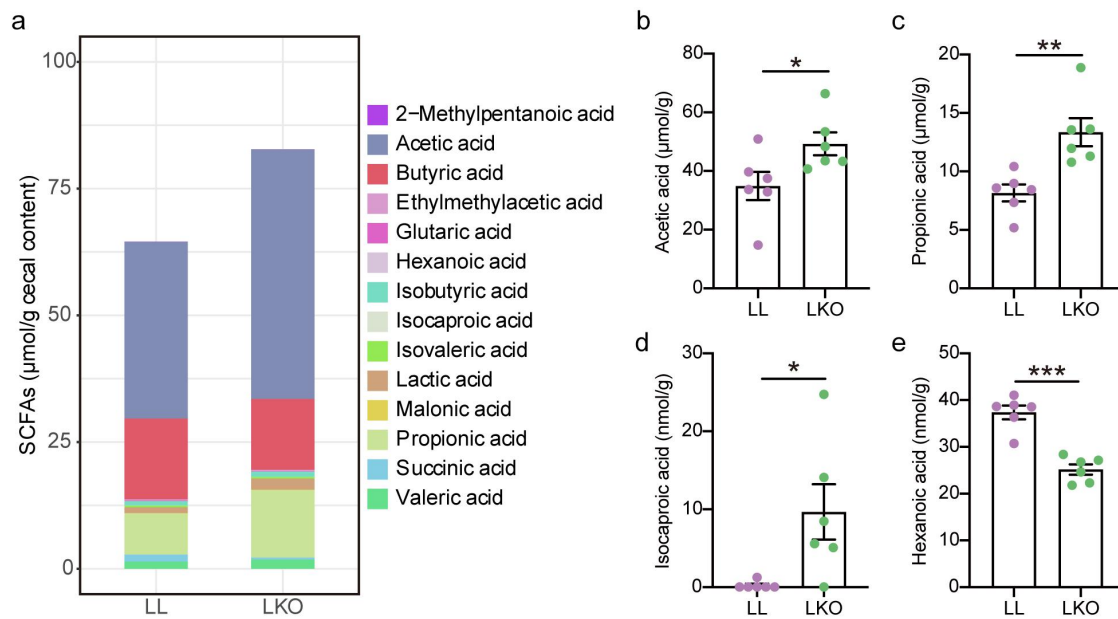 a
SCFAs (μmol/g cecal content)
100
75
50
25
0
LL
LKO
2−Methylpentanoic acid
Acetic acid
Butyric acid
Ethylmethylacetic acid
Glutaric acid
Hexanoic acid
Isobutyric acid
Isocaproic acid
Isovaleric acid
Lactic acid
Malonic acid
Propionic acid
Succinic acid
Valeric acid
b
Acetic acid (μmol/g)
80
60
40
20
0
*
LL
LKO
c
Propionic acid (μmol/g)
20
15
10
5
0
**
LL
LKO
d
Isocaproic acid (nmol/g)
30
20
10
0
*
LL
LKO
e
Hexanoic acid (nmol/g)
50
40
30
20
10
0
***
LL
LKO